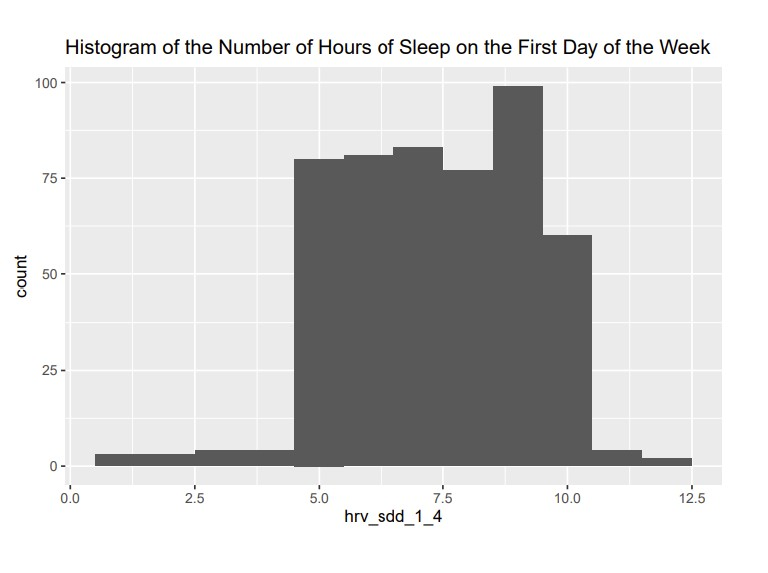 Histogram of the Number of Hours of Sleep on the First Day of the Week
100
75
50
25
0
count
0.0 2.5 5.0 7.5 10.0 12.5
hrv_sdd_1_4